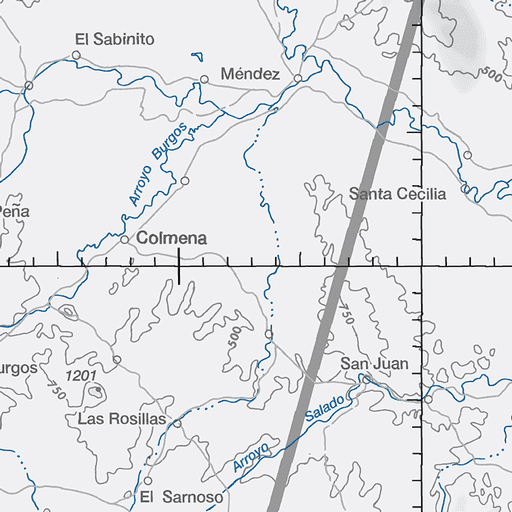 El Sabinito
Méndez
500
Arroyo Burgos
Santa Cecilia
Peña
Colmena
750
500
San Juan
urgos
1201
750
Las Rosillas
Arroyo Salado
El Sarnoso